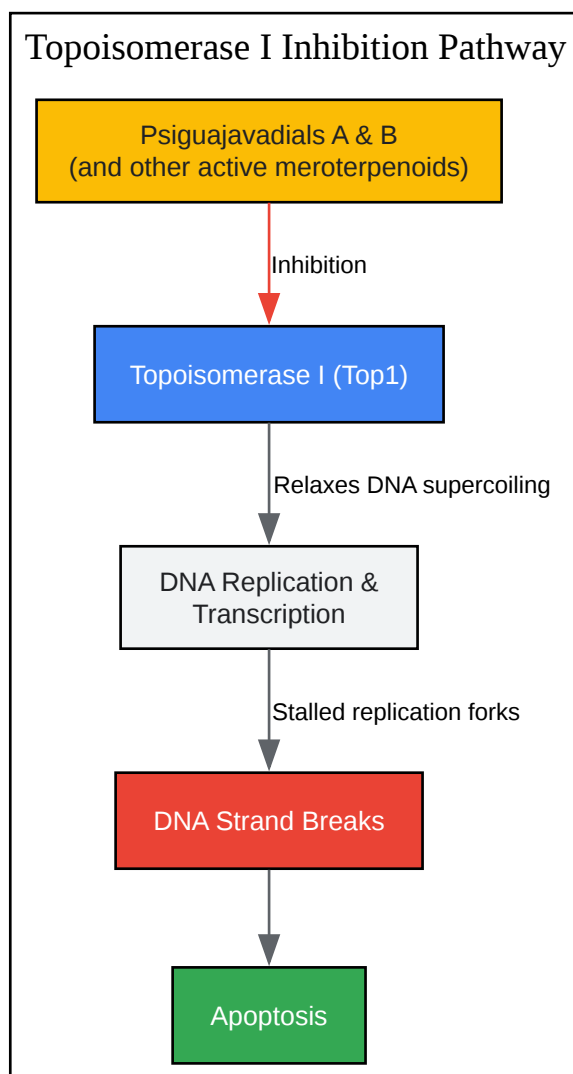 Topoisomerase I Inhibition Pathway
Psiguajavadials A & B
(and other active meroterpenoids)
Inhibition
Topoisomerase I (Top1)
Relaxes DNA supercoiling
DNA Replication &
Transcription
Stalled replication forks
DNA Strand Breaks
Apoptosis